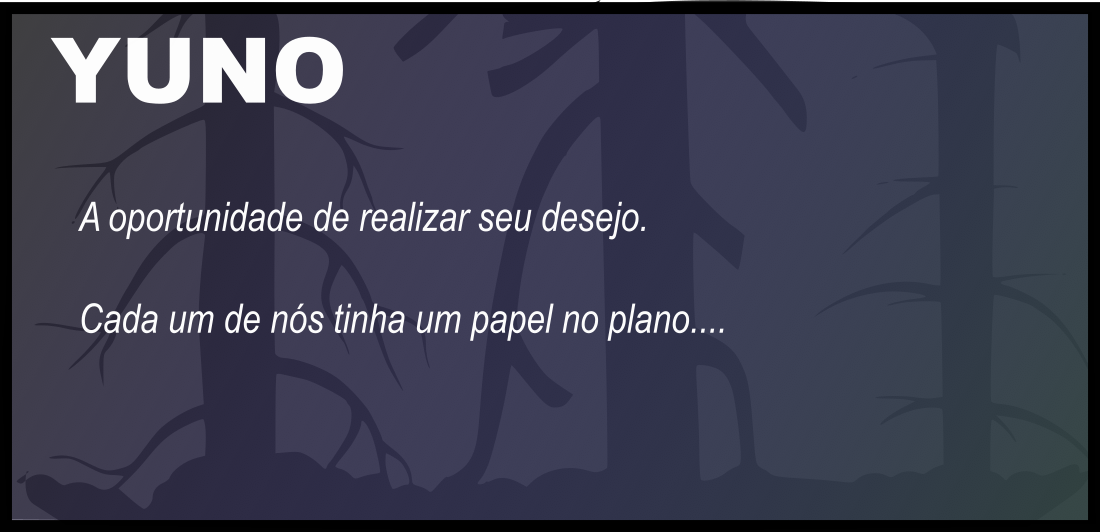 YUNO
A oportunidade de realizar seu desejo.
Cada um de nós tinha um papel no plano....